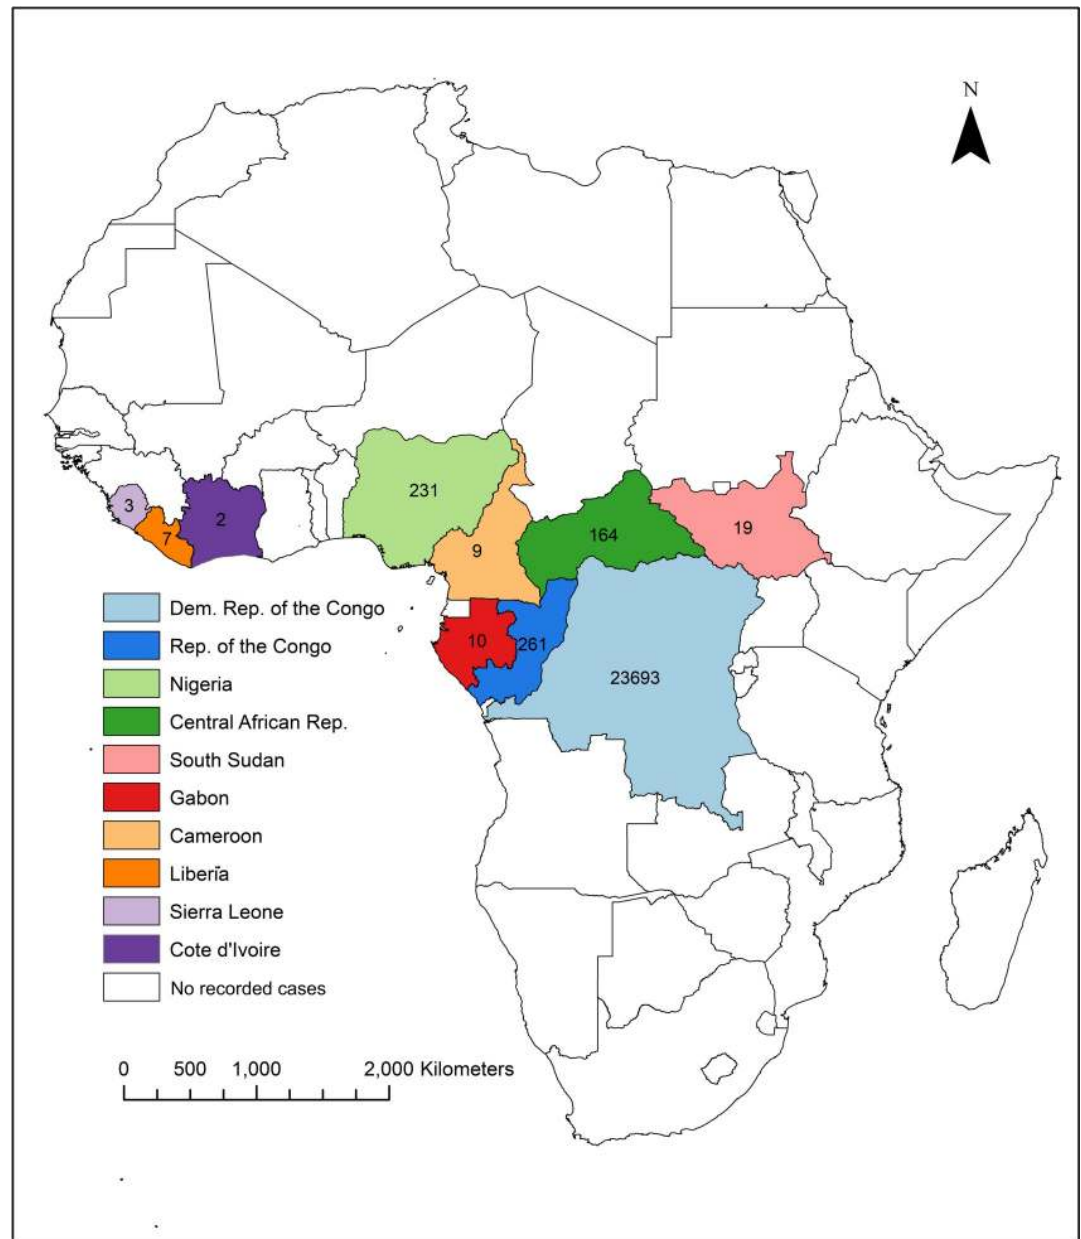 N
231
3
2
7
9
164
19
10
261
23693
Dem. Rep. of the Congo
Rep. of the Congo
Nigeria
Central African Rep.
South Sudan
Gabon
Cameroon
Liberia
Sierra Leone
Cote d'Ivoire
No recorded cases
0 500 1,000 2,000 Kilometers